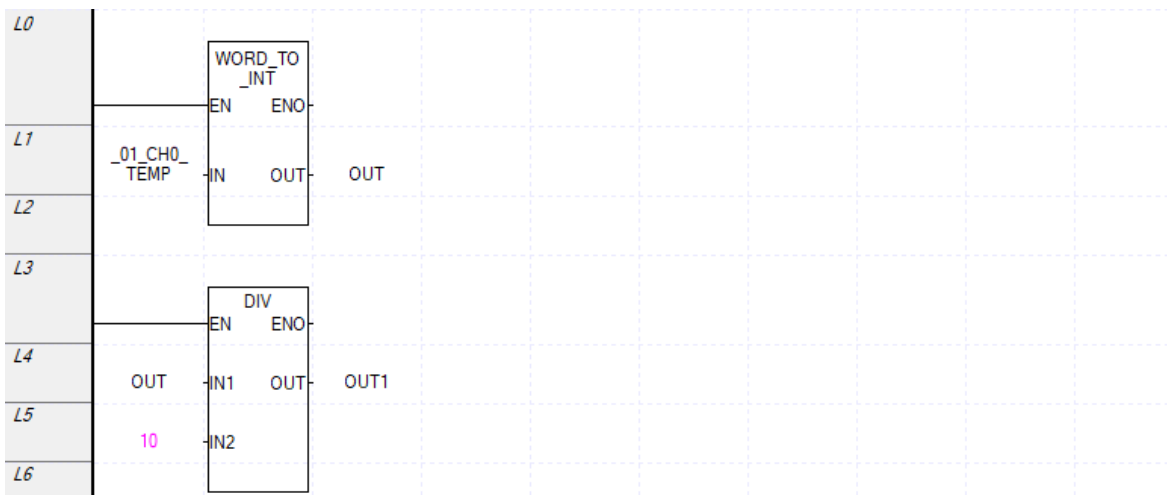 L0
WORD_TO
_INT
EN ENO
L1
_01_CH0_
TEMP IN OUT OUT
L2
L3
DIV
EN ENO
L4
OUT IN1 OUT OUT1
L5
10 IN2
L6